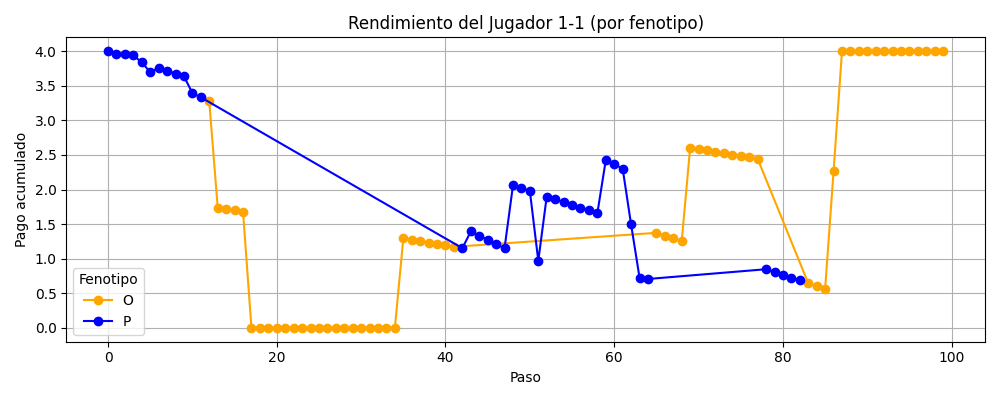 Rendimiento del Jugador 1-1 (por fenotipo)
Pago acumulado
4.0
3.5
3.0
2.5
2.0
1.5
1.0
0.5
0.0
Fenotipo
O
P
0 20 40 60 80 100
Paso